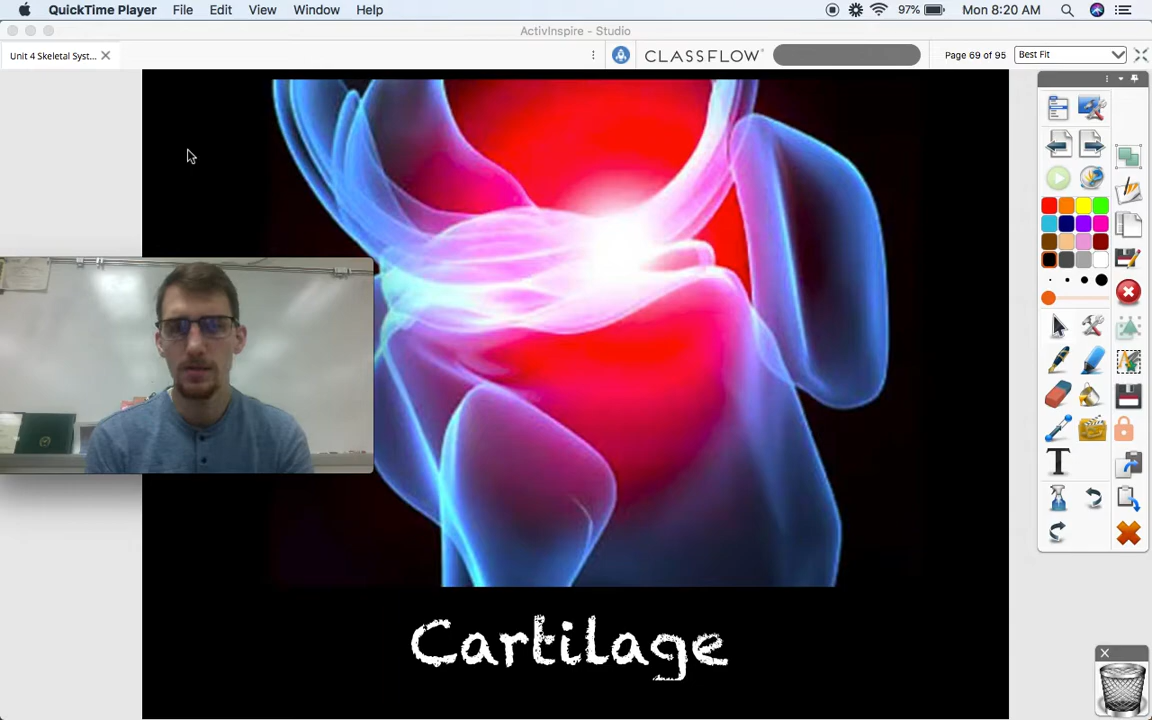 QuickTime Player File Edit View Window Help 97% Mon 8:20 AM
ActivInspire - Studio
Unit 4 Skeletal Syst...
CLASSFLOW
Page 69 of 95
Best Fit
T
Cartilage